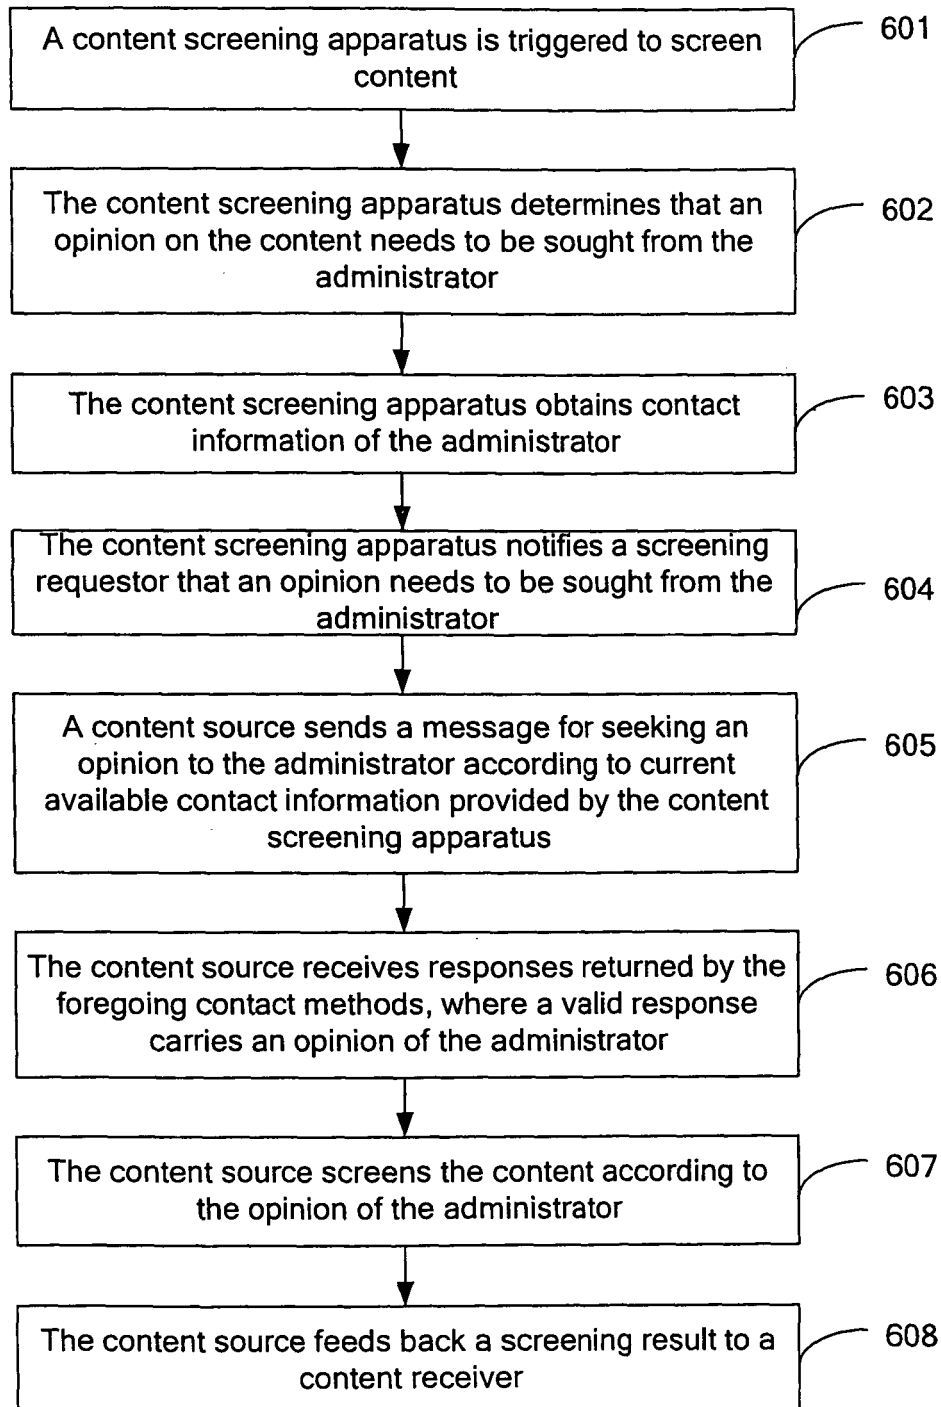 A content screening apparatus is triggered to screen
content
601
The content screening apparatus determines that an
opinion on the content needs to be sought from the
administrator
602
The content screening apparatus obtains contact
information of the administrator
603
The content screening apparatus notifies a screening
requestor that an opinion needs to be sought from the
administrator
604
A content source sends a message for seeking an
opinion to the administrator according to current
available contact information provided by the content
screening apparatus
605
The content source receives responses returned by the
foregoing contact methods, where a valid response
carries an opinion of the administrator
606
The content source screens the content according to
the opinion of the administrator
607
The content source feeds back a screening result to a
content receiver
608